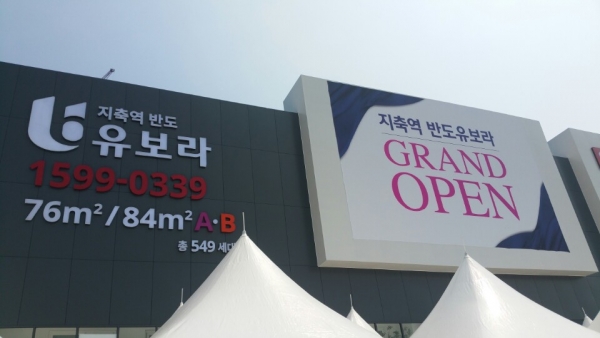 지축역 반도
유보라
1599-0339
76m²/84m² A·B
총 549 세대
지축역 반도유보라
GRAND
OPEN